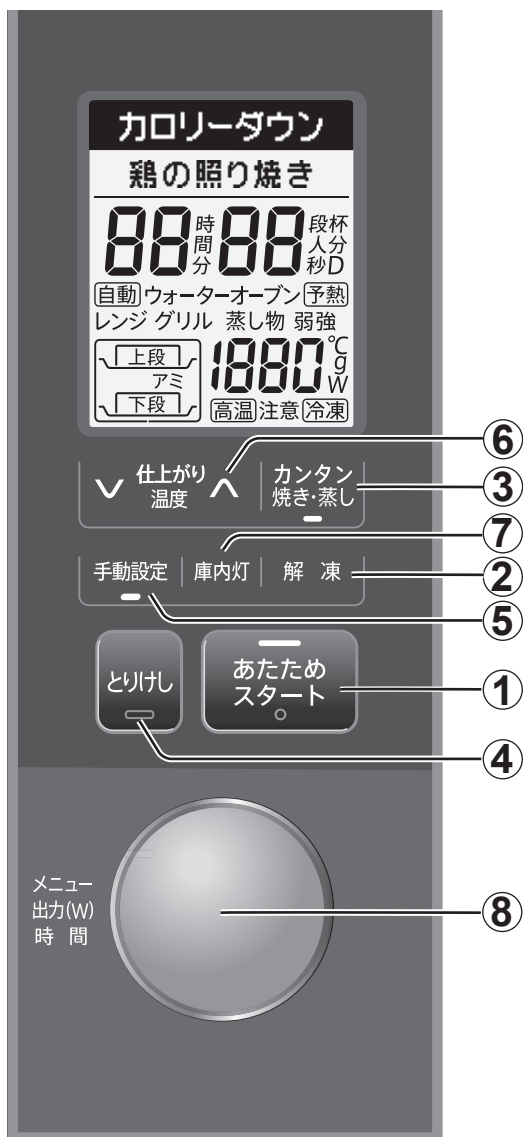 カロリーダウン
鶏の照り焼き
88時間分88段杯人分秒D
自動 ウォーターオーブン 予熱
レンジ グリル 蒸し物 弱強
上段
アミ
下段
1880℃gW
高温 注意 冷凍
仕上がり
温度
カンタン
焼き・蒸し
手動設定 庫内灯 解 凍
とりけし
あたため
スタート
メニュー
出力(W)
時 間
⑥
③
⑦
②
⑤
①
④
⑧